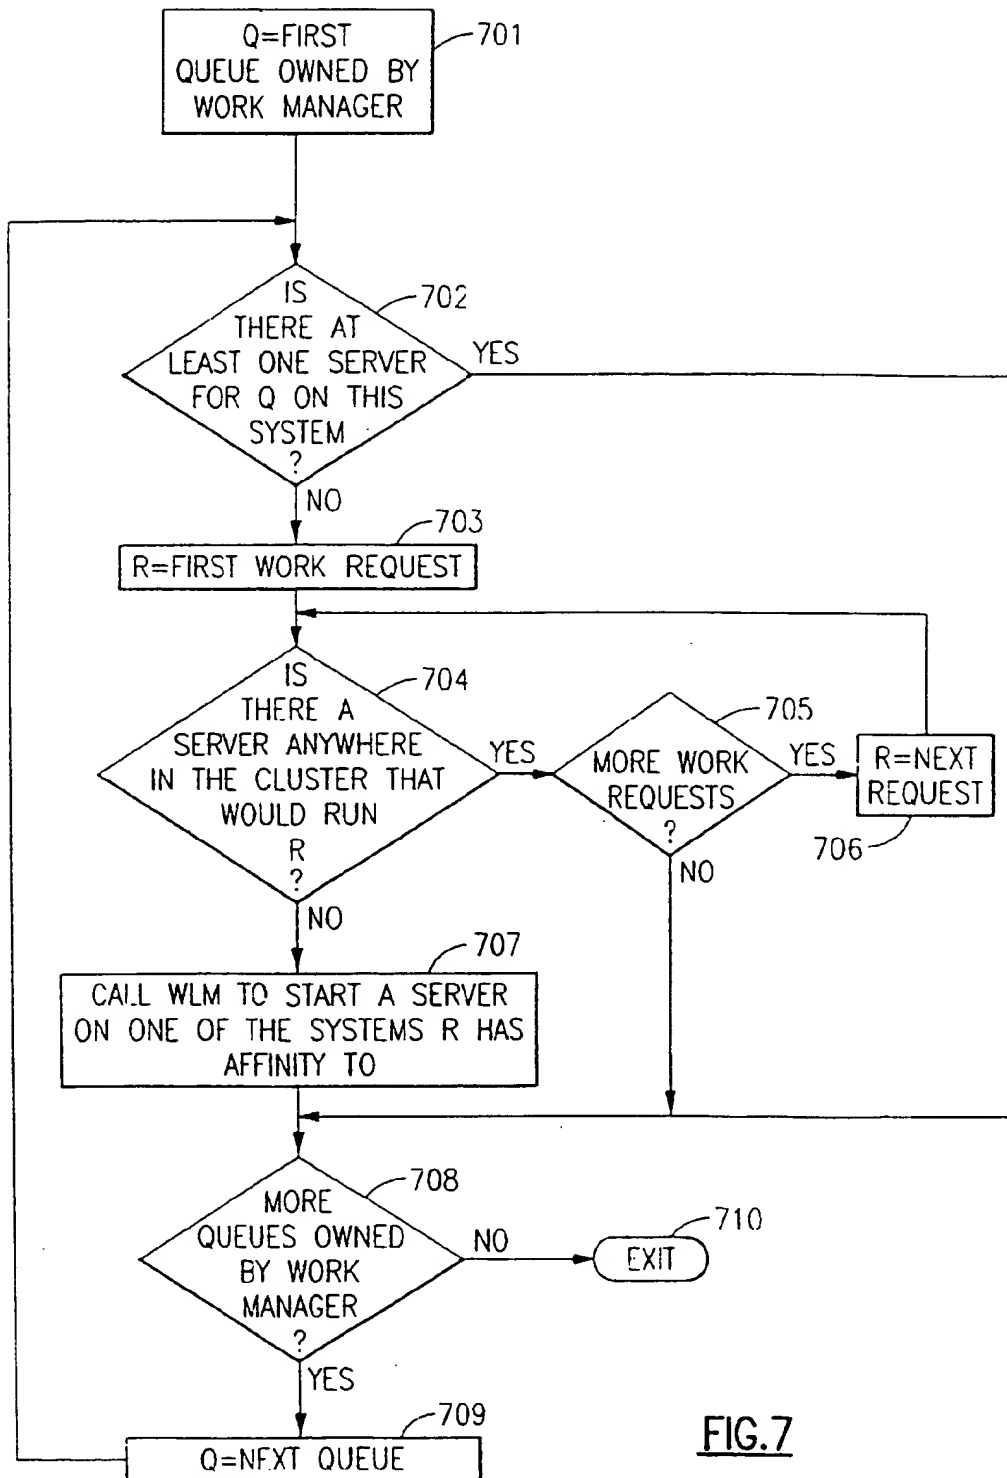 Q=FIRST
QUEUE OWNED BY
WORK MANAGER
701
IS
THERE AT
LEAST ONE SERVER
FOR Q ON THIS
SYSTEM
?
702
YES
NO
703
R=FIRST WORK REQUEST
IS
THERE A
SERVER ANYWHERE
IN THE CLUSTER THAT
WOULD RUN
R
?
704
YES
NO
MORE WORK
REQUESTS
?
705
YES
NO
R=NEXT
REQUEST
706
707
CALL WLM TO START A SERVER
ON ONE OF THE SYSTEMS R HAS
AFFINITY TO
MORE
QUEUES OWNED
BY WORK
MANAGER
?
708
NO
710
EXIT
YES
709
Q=NEXT QUEUE
FIG.7